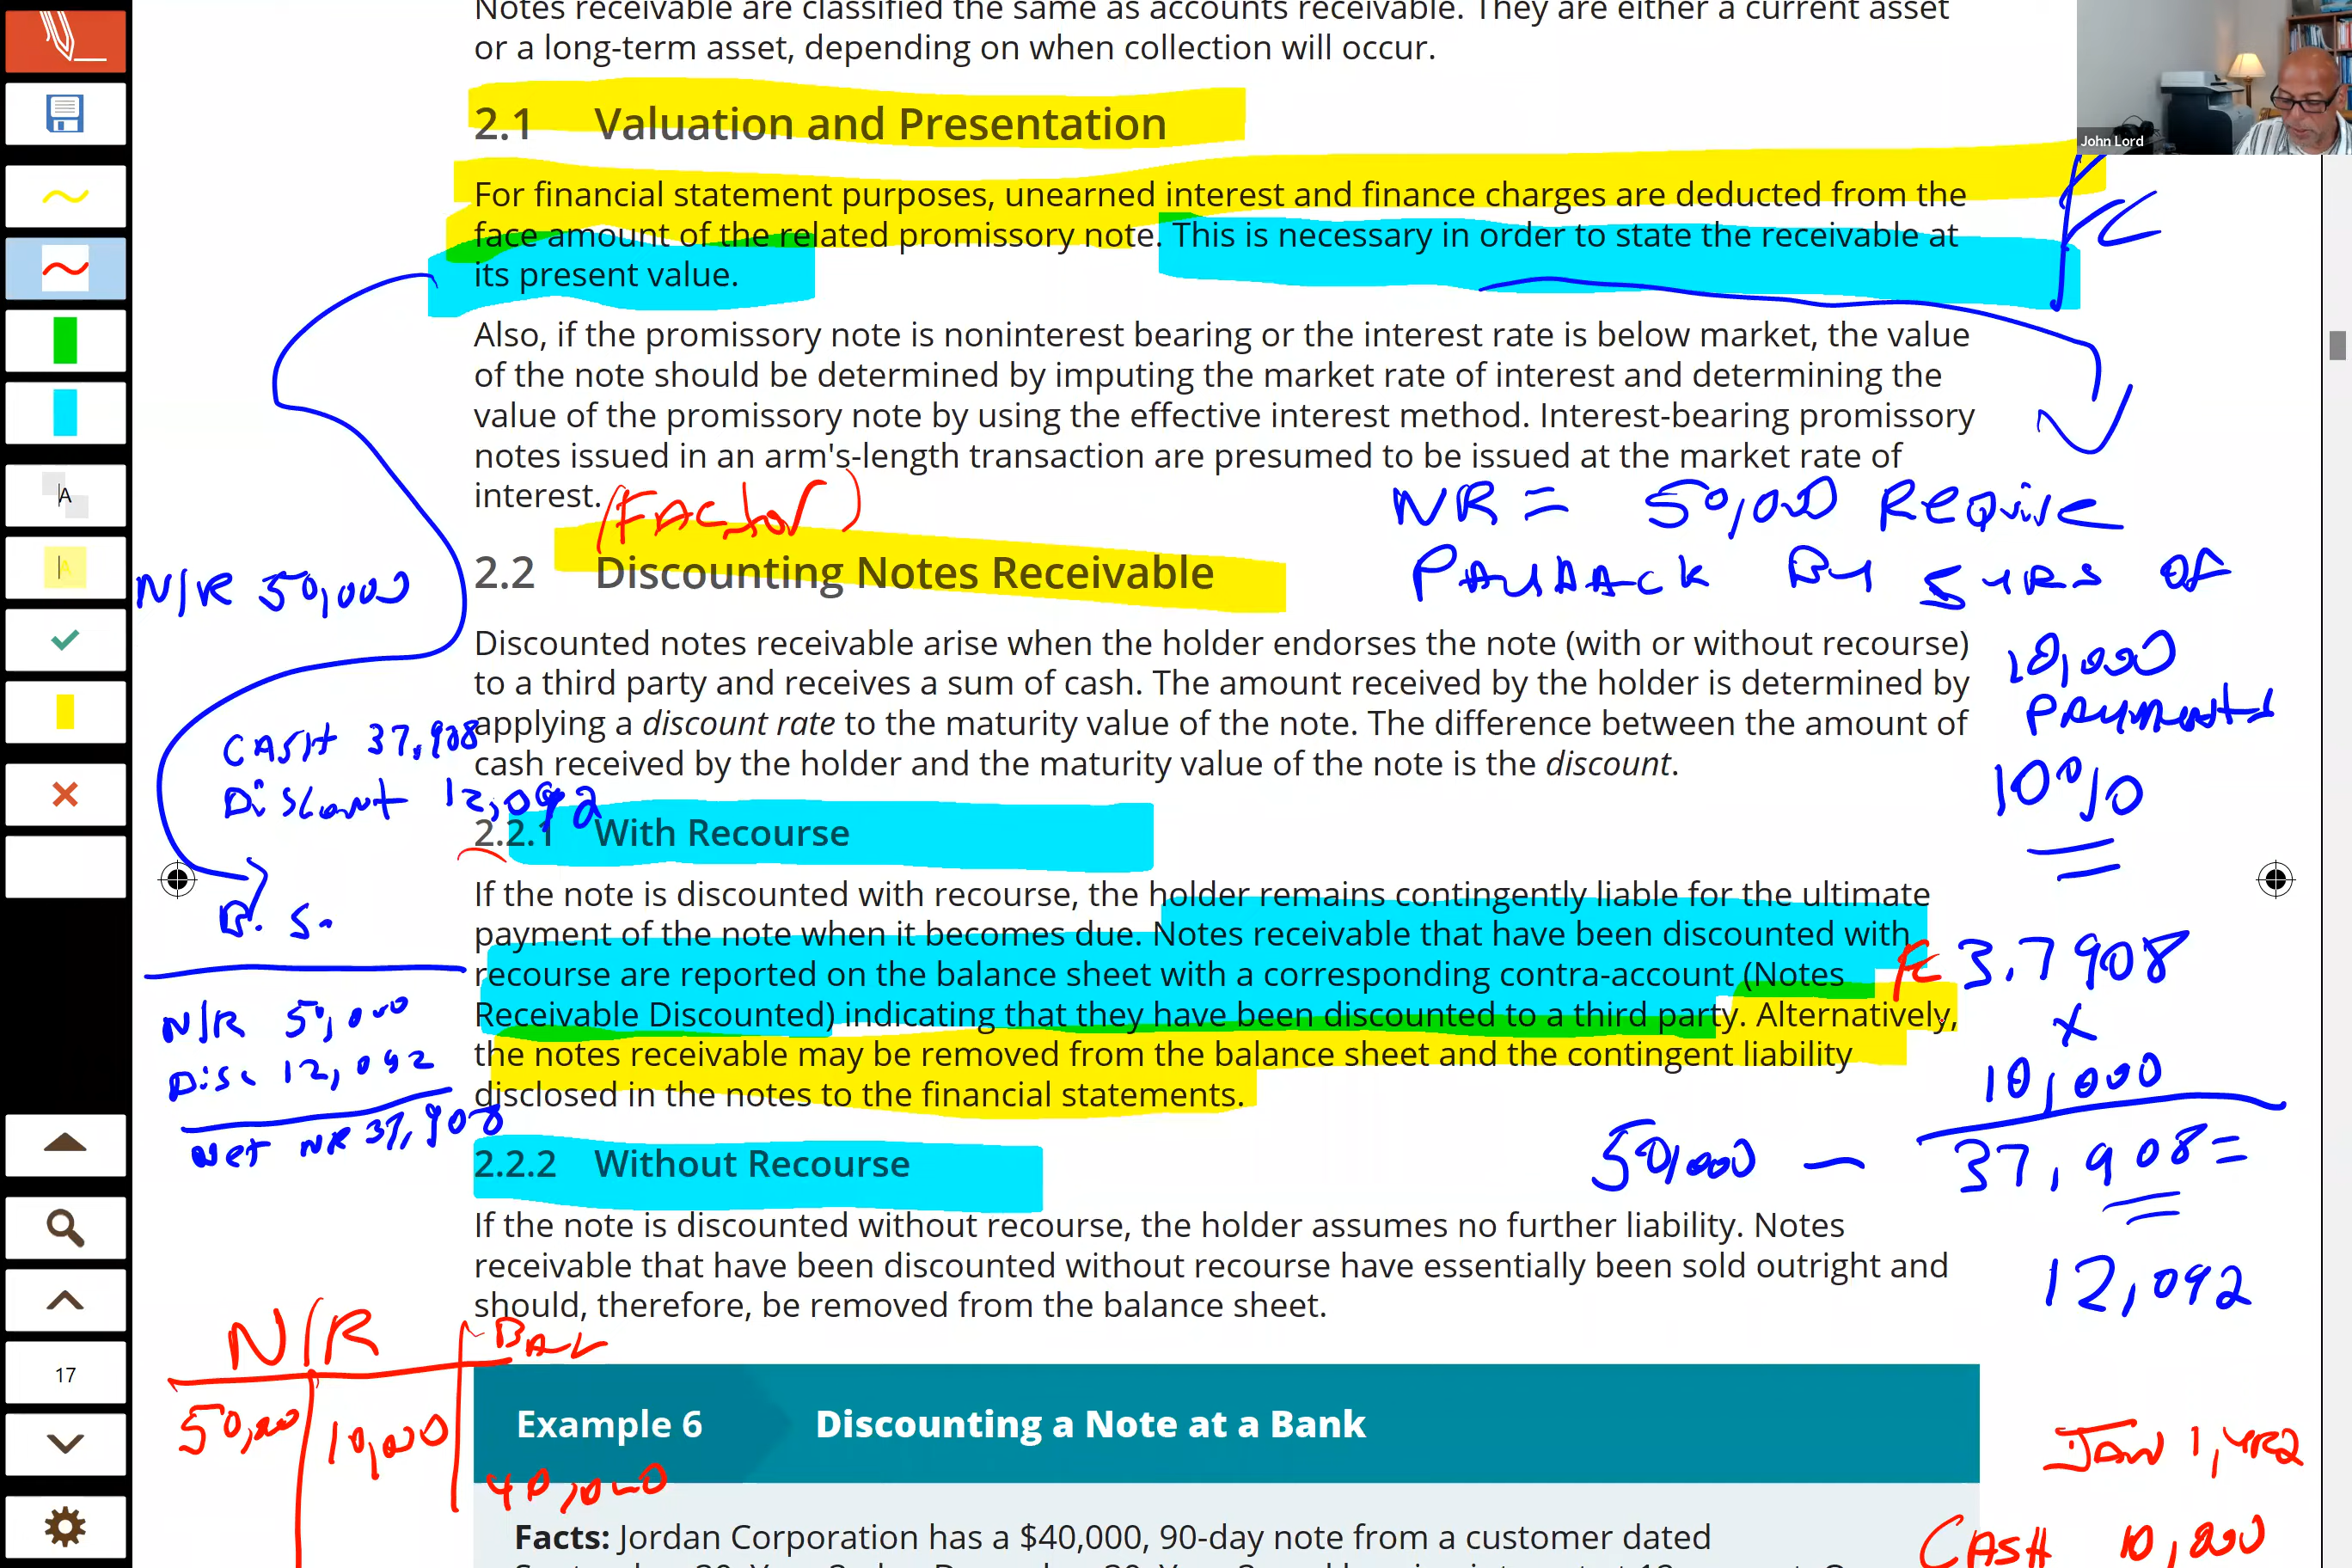 Notes receivable are classified the same as accounts receivable. They are either a current asset
or a long-term asset, depending on when collection will occur.
John Lord
2.1 Valuation and Presentation
For financial statement purposes, unearned interest and finance charges are deducted from the
face amount of the related promissory note. This is necessary in order to state the receivable at
its present value.
Also, if the promissory note is noninterest bearing or the interest rate is below market, the value
of the note should be determined by imputing the market rate of interest and determining the
value of the promissory note by using the effective interest method. Interest-bearing promissory
notes issued in an arm's-length transaction are presumed to be issued at the market rate of
interest.
(FACtor)
NR = 50,000 Require
PAYBACK BY 5 YRS OF
10,000
PAYMents
10%
2.2 Discounting Notes Receivable
N/R 50,000
Discounted notes receivable arise when the holder endorses the note (with or without recourse)
to a third party and receives a sum of cash. The amount received by the holder is determined by
applying a discount rate to the maturity value of the note. The difference between the amount of
cash received by the holder and the maturity value of the note is the discount.
CASH 37,908
Discount 12,092
2.2.1 With Recourse
If the note is discounted with recourse, the holder remains contingently liable for the ultimate
payment of the note when it becomes due. Notes receivable that have been discounted with
recourse are reported on the balance sheet with a corresponding contra-account (Notes
Receivable Discounted) indicating that they have been discounted to a third party. Alternatively,
the notes receivable may be removed from the balance sheet and the contingent liability
disclosed in the notes to the financial statements.
B. S.
N/R 50,000
Disc 12,092
Net NR 37,908
3.7908
x
10,000
50,000 - 37,908 =
12,092
2.2.2 Without Recourse
If the note is discounted without recourse, the holder assumes no further liability. Notes
receivable that have been discounted without recourse have essentially been sold outright and
should, therefore, be removed from the balance sheet.
N/R BAL
50,000 10,000
40,000
Example 6 Discounting a Note at a Bank
JAN 1, YR2
CASH 10,000
Facts: Jordan Corporation has a $40,000, 90-day note from a customer dated
17